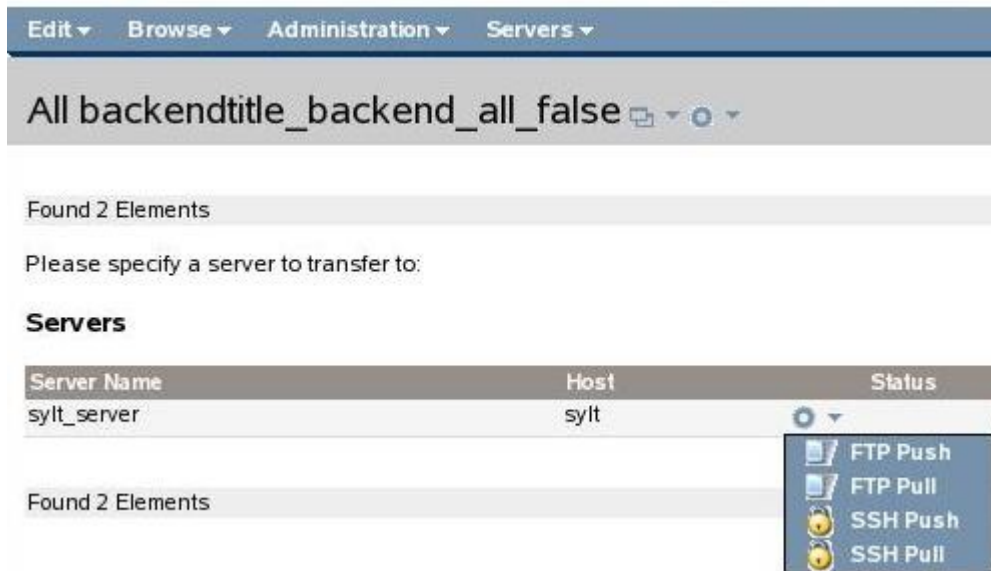 Edit Browse Administration Servers
All backendtitle_backend_all_false
Found 2 Elements
Please specify a server to transfer to:
Servers
Server Name Host Status
sylt_server sylt
FTP Push
FTP Pull
SSH Push
SSH Pull
Found 2 Elements